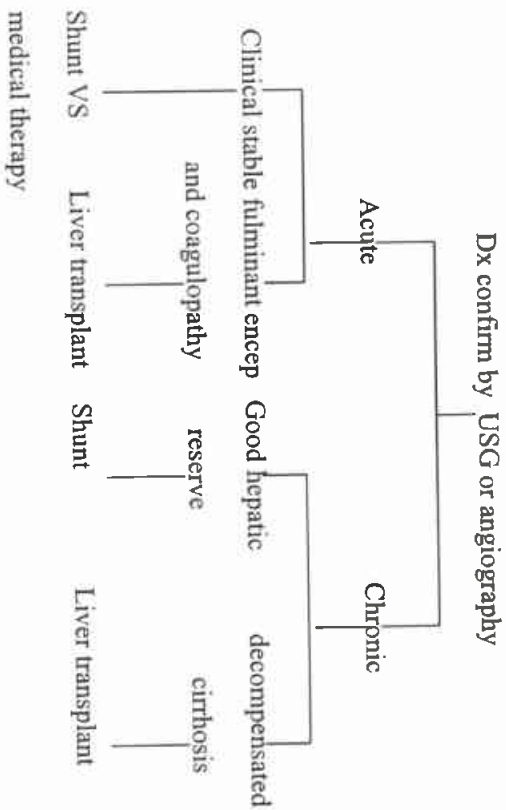 Dx confirm by USG or angiography
Acute
Chronic
Clinical stable fulminant encep
and coagulopathy
Good hepatic
reserve
decompensated
cirrhosis
Shunt VS
medical therapy
Liver transplant
Shunt
Liver transplant